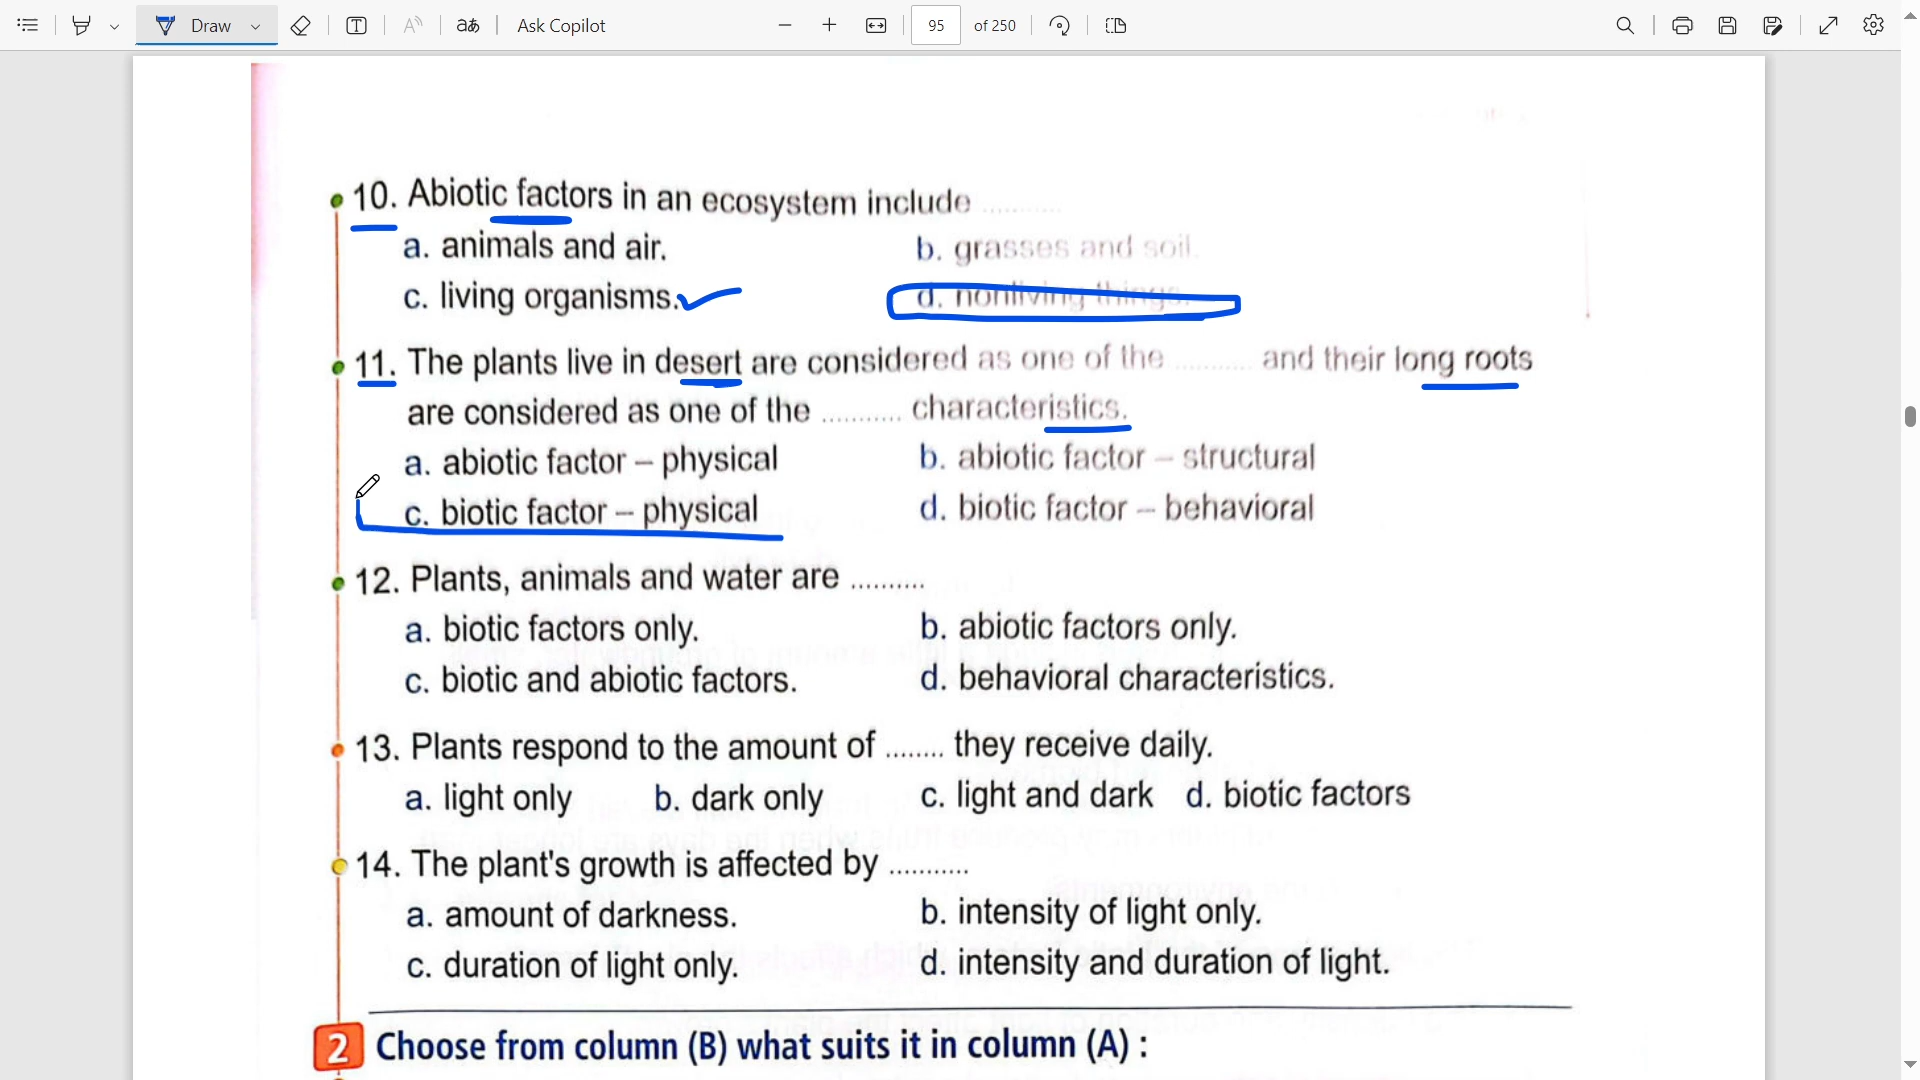 Draw
Ask Copilot
95 of 250
10. Abiotic factors in an ecosystem include ..........
a. animals and air.
b. grasses and soil.
c. living organisms.
d. nonliving things.
11. The plants live in desert are considered as one of the .......... and their long roots
are considered as one of the .......... characteristics.
a. abiotic factor – physical
b. abiotic factor – structural
c. biotic factor – physical
d. biotic factor – behavioral
12. Plants, animals and water are ..........
a. biotic factors only.
b. abiotic factors only.
c. biotic and abiotic factors.
d. behavioral characteristics.
13. Plants respond to the amount of ........ they receive daily.
a. light only b. dark only c. light and dark d. biotic factors
14. The plant's growth is affected by ...........
a. amount of darkness.
b. intensity of light only.
c. duration of light only.
d. intensity and duration of light.
2 Choose from column (B) what suits it in column (A) :